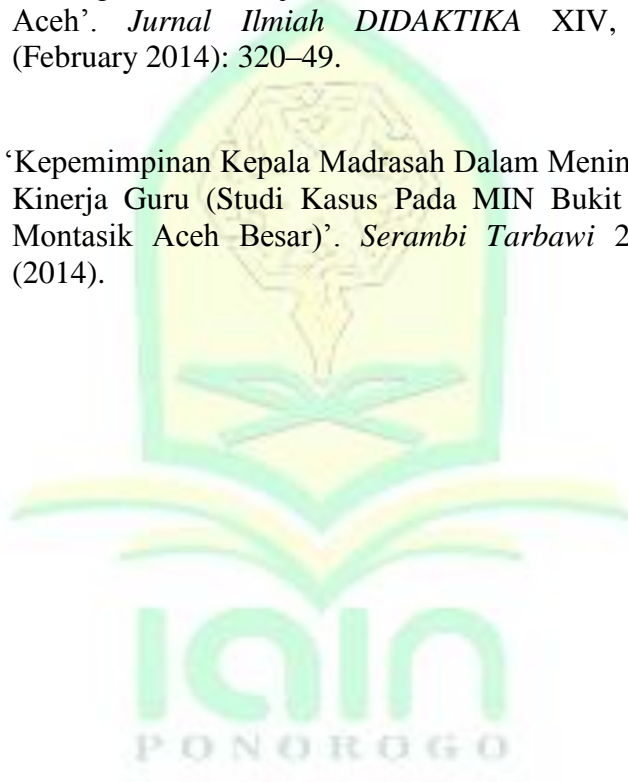 Aceh'. Jurnal Ilmiah DIDAKTIKA XIV,
(February 2014): 320–49.
‘Kepemimpinan Kepala Madrasah Dalam Menin
Kinerja Guru (Studi Kasus Pada MIN Bukit
Montasik Aceh Besar)’. Serambi Tarbawi 2
(2014).
iain
PONOROGO